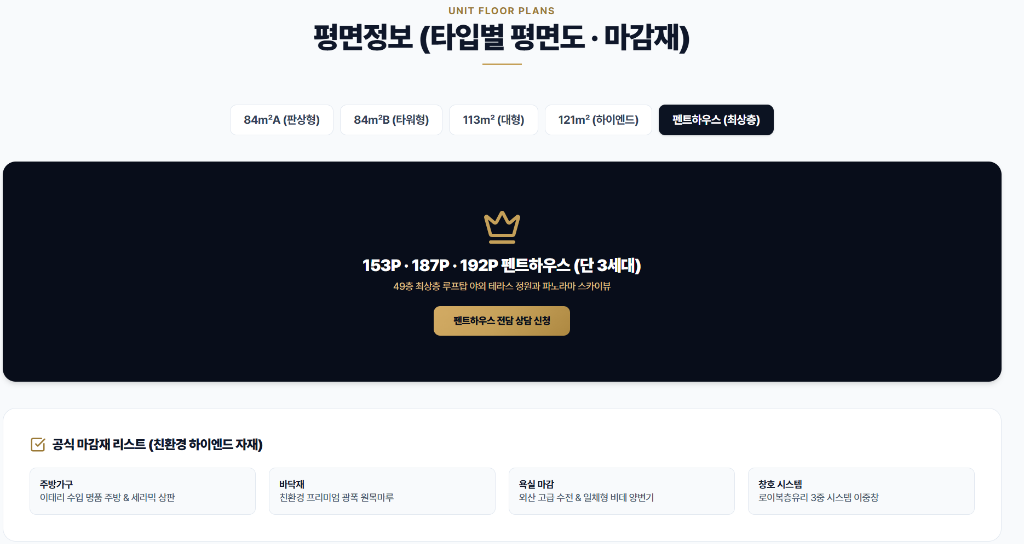 UNIT FLOOR PLANS
평면정보 (타입별 평면도 · 마감재)
84m²A (판상형)
84m²B (타워형)
113m² (대형)
121m² (하이엔드)
펜트하우스 (최상층)
153P · 187P · 192P 펜트하우스 (단 3세대)
49층 최상층 루프탑 야외 테라스 정원과 파노라마 스카이뷰
펜트하우스 전담 상담 신청
공식 마감재 리스트 (친환경 하이엔드 자재)
주방가구
이태리 수입 명품 주방 & 세라믹 상판
바닥재
친환경 프리미엄 광폭 원목마루
욕실 마감
외산 고급 수전 & 일체형 비데 양변기
창호 시스템
로이복층유리 3중 시스템 이중창